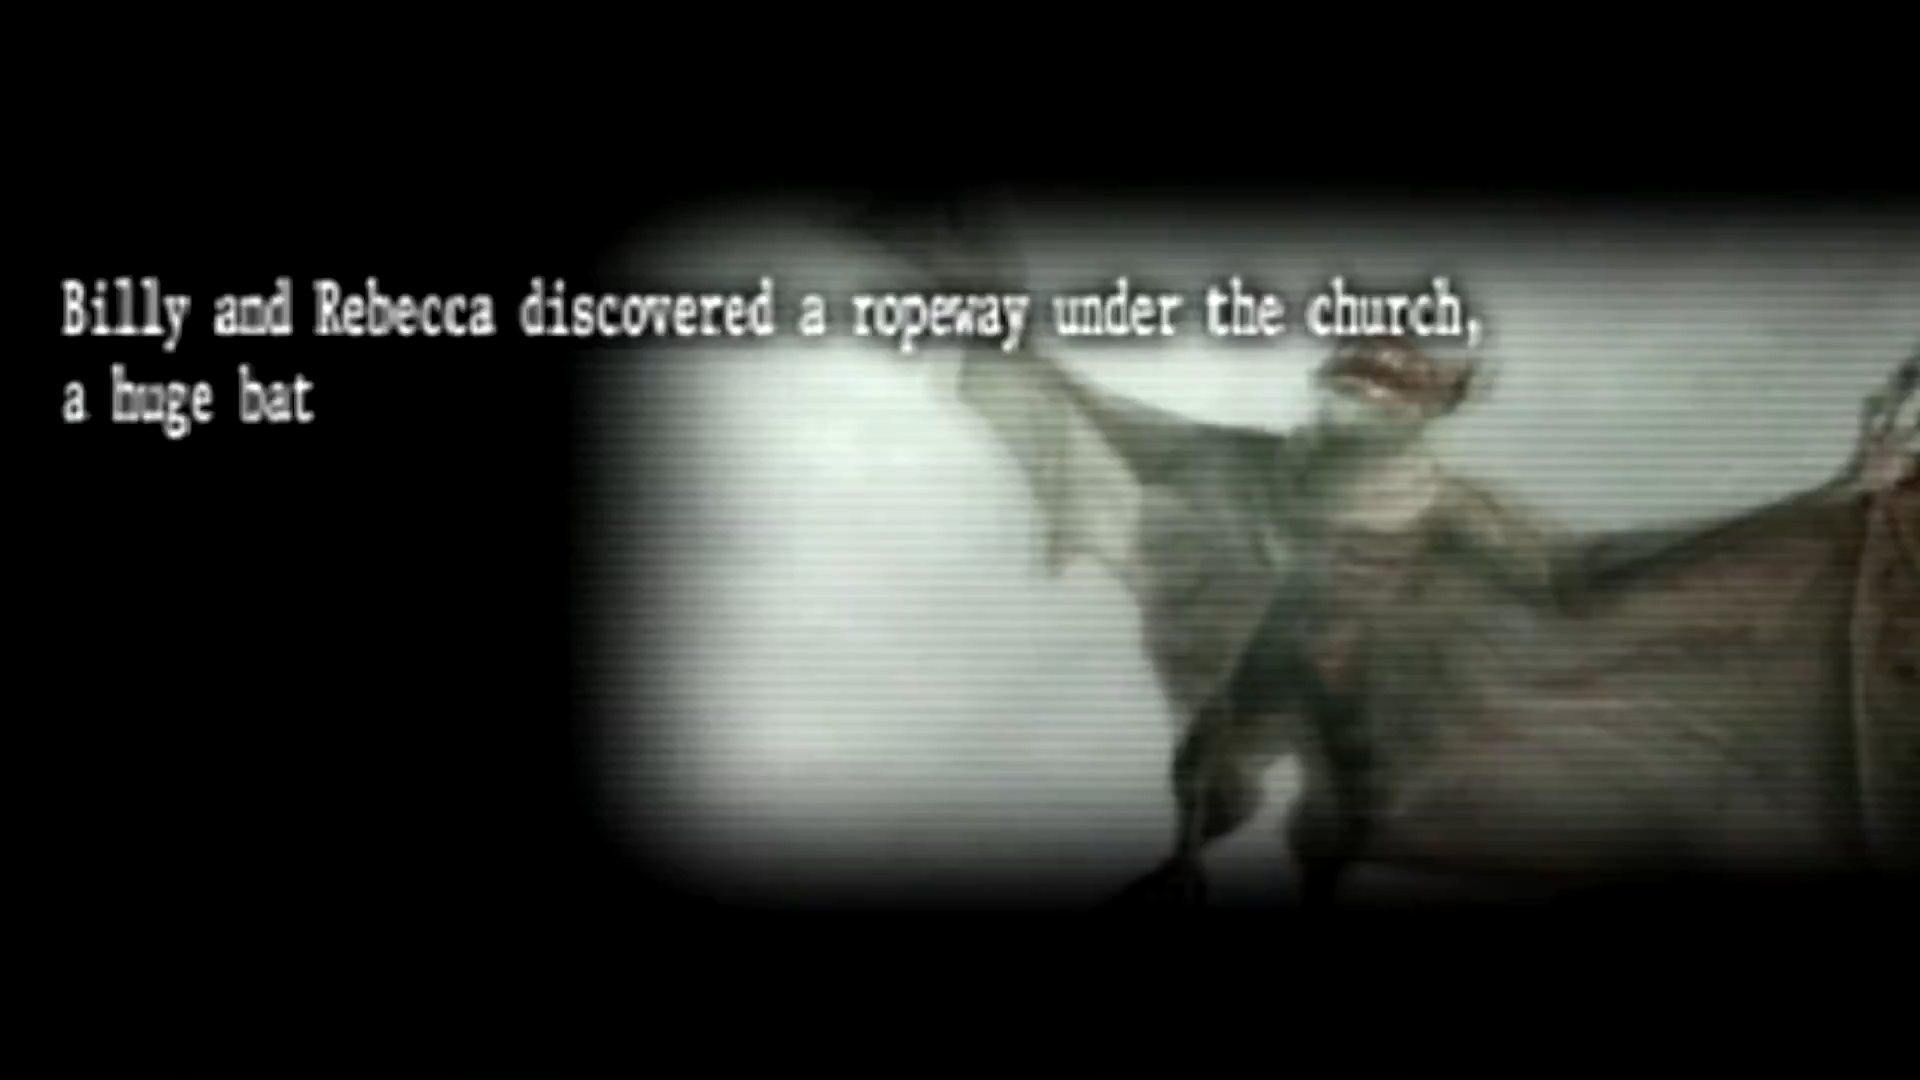 Billy and Rebecca discovered a ropeway under the church,
a huge bat